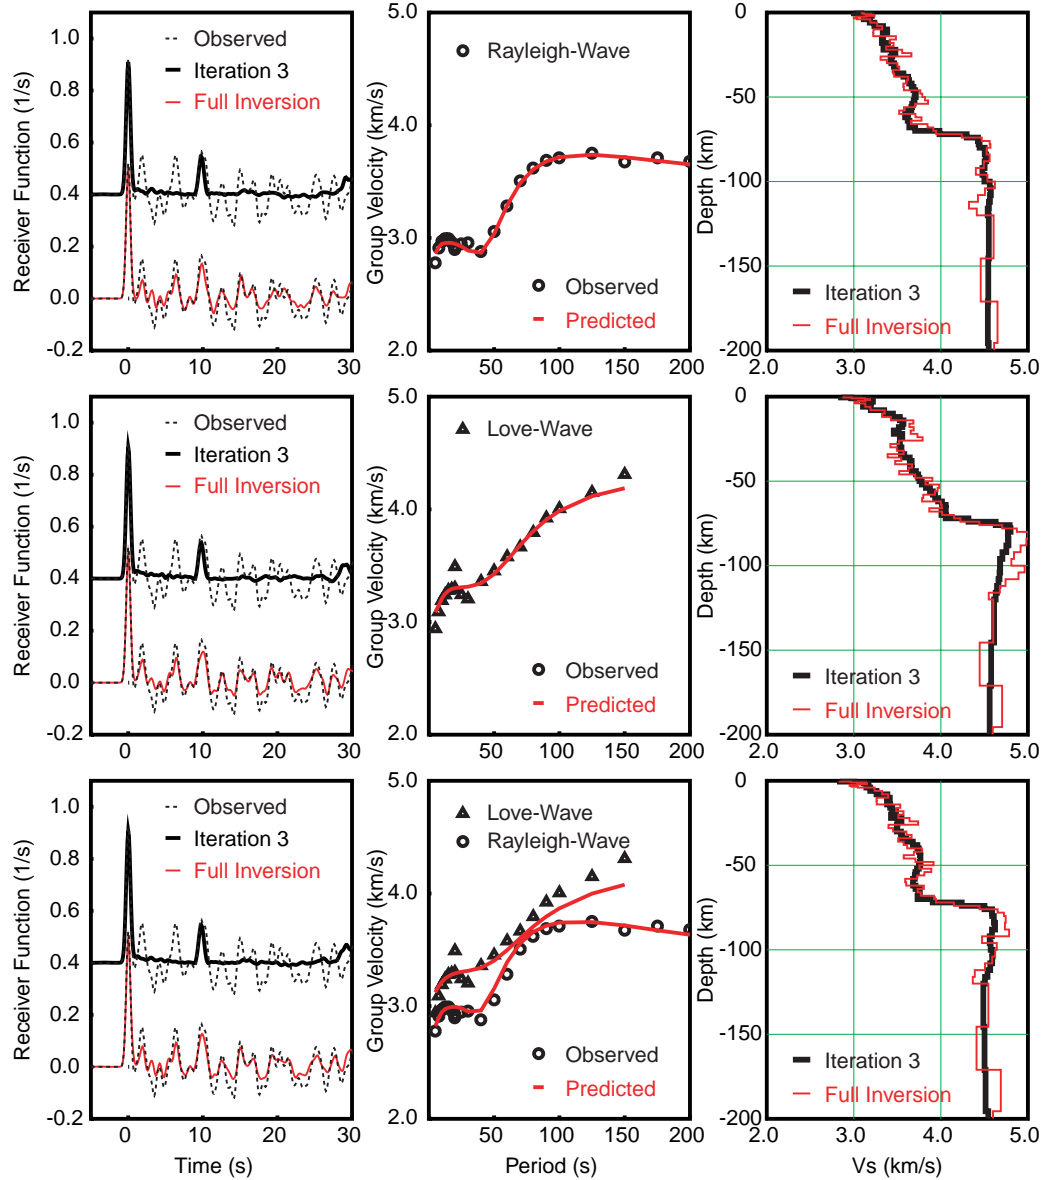 Receiver Function (1/s)
1.0
0.8
0.6
0.4
0.2
0.0
-0.2
Observed
Iteration 3
Full Inversion
0 10 20 30
Group Velocity (km/s)
5.0
4.0
3.0
2.0
Rayleigh-Wave
Observed
Predicted
50 100 150 200
Depth (km)
0
-50
-100
-150
-200
Iteration 3
Full Inversion
2.0 3.0 4.0 5.0
Receiver Function (1/s)
1.0
0.8
0.6
0.4
0.2
0.0
-0.2
Observed
Iteration 3
Full Inversion
0 10 20 30
Group Velocity (km/s)
5.0
4.0
3.0
2.0
Love-Wave
Observed
Predicted
50 100 150 200
Depth (km)
0
-50
-100
-150
-200
Iteration 3
Full Inversion
2.0 3.0 4.0 5.0
Receiver Function (1/s)
1.0
0.8
0.6
0.4
0.2
0.0
-0.2
Observed
Iteration 3
Full Inversion
0 10 20 30
Time (s)
Group Velocity (km/s)
5.0
4.0
3.0
2.0
Love-Wave
Rayleigh-Wave
Observed
Predicted
50 100 150 200
Period (s)
Depth (km)
0
-50
-100
-150
-200
Iteration 3
Full Inversion
2.0 3.0 4.0 5.0
Vs (km/s)